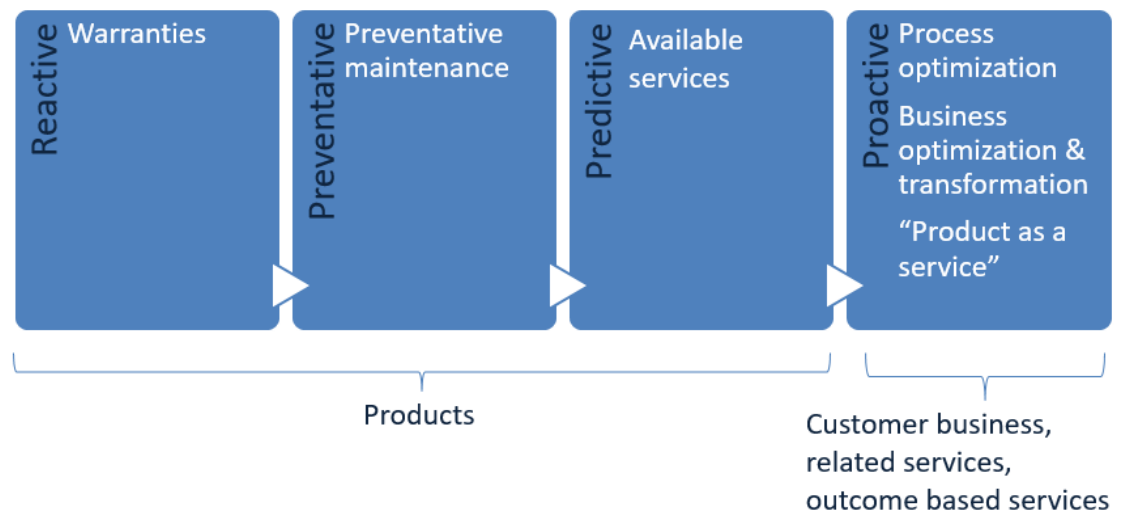 Reactive
Warranties
Preventative
Preventative
maintenance
Predictive
Available
services
Proactive
Process
optimization
Business
optimization &
transformation
“Product as a
service”
Products
Customer business,
related services,
outcome based services